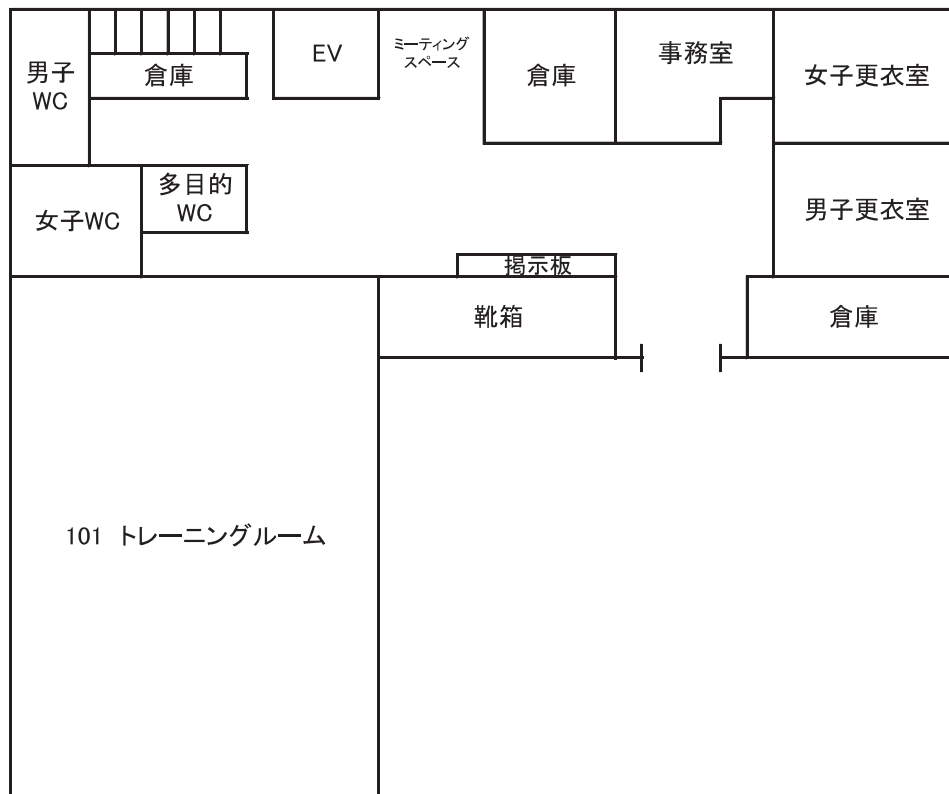 男子
WC
倉庫
EV
ミーティング
スペース
倉庫
事務室
女子更衣室
女子WC
多目的
WC
男子更衣室
掲示板
靴箱
倉庫
101 トレーニングルーム